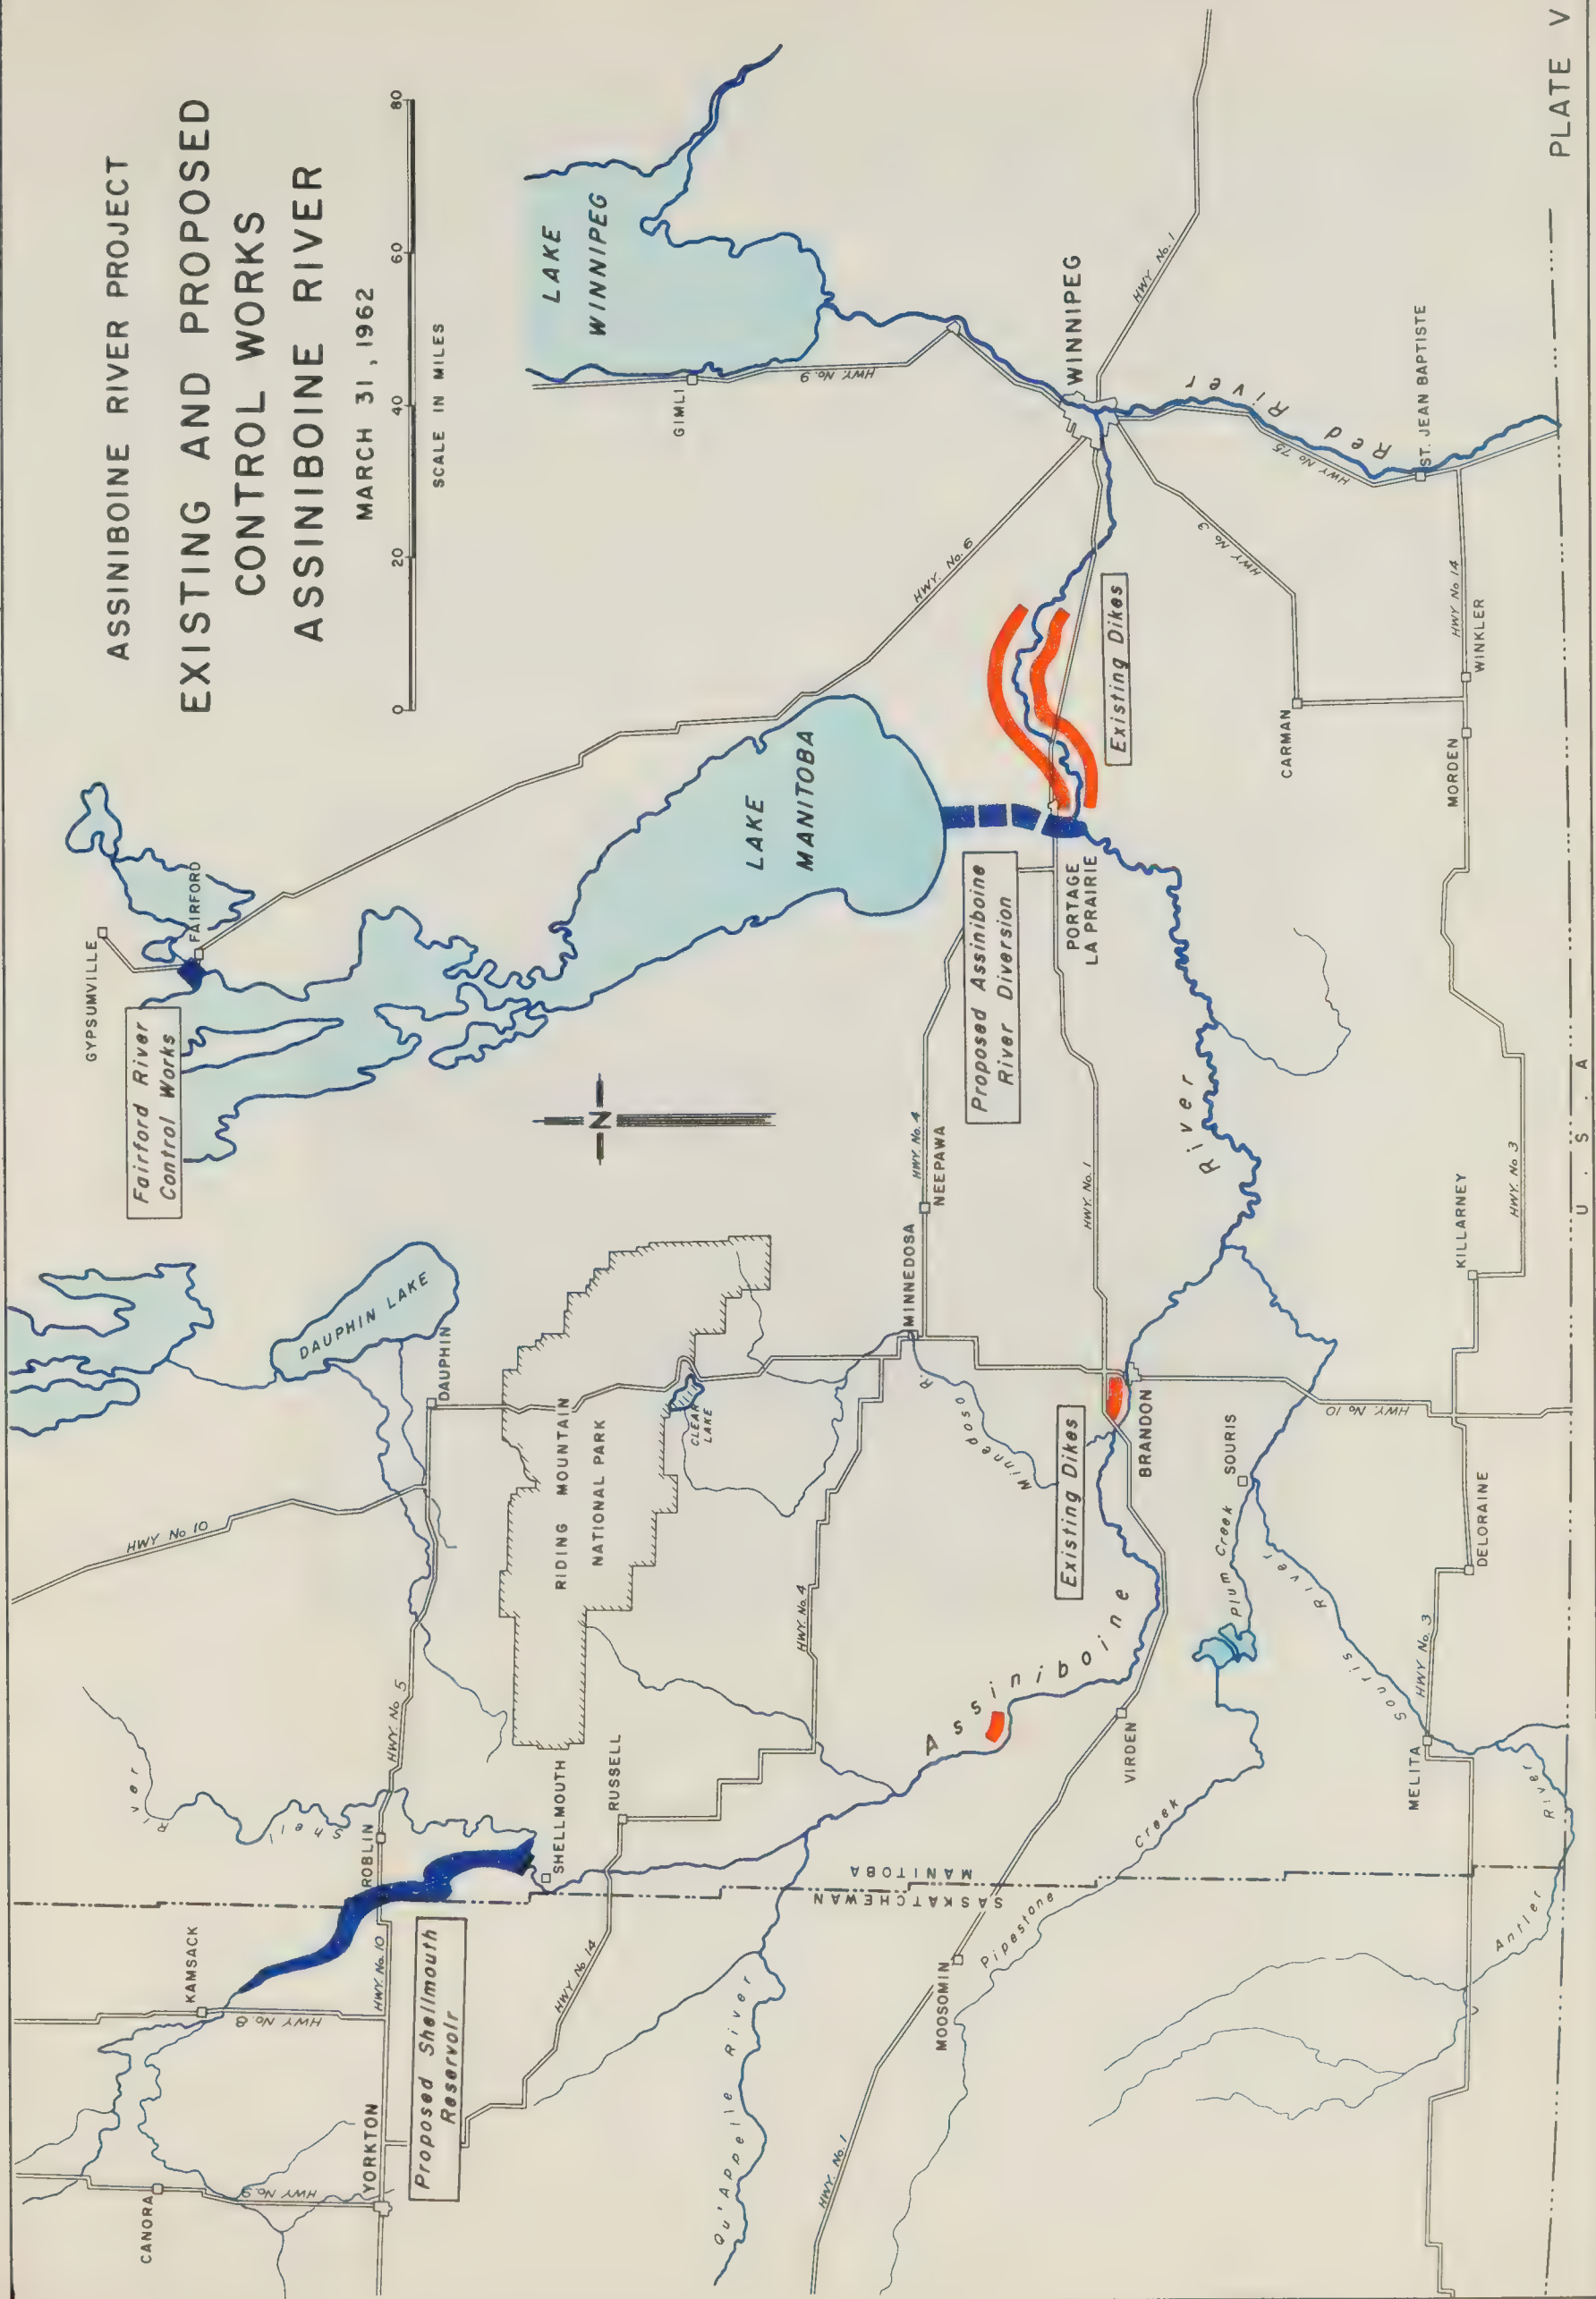 ASSINIBOINE RIVER PROJECT
EXISTING AND PROPOSED
CONTROL WORKS
ASSINIBOINE RIVER
MARCH 31, 1962
0 20 40 60 80
SCALE IN MILES
LAKE
WINNIPEG
GIMLI
HWY. No. 9
WINNIPEG
HWY No. 1
Red River
HWY No 75
ST. JEAN BAPTISTE
HWY No 14
WINKLER
MORDEN
CARMAN
HWY No. 3
HWY. No. 6
Existing Dikes
LAKE
MANITOBA
PORTAGE
LA PRAIRIE
Proposed Assiniboine
River Diversion
GYPSUMVILLE
FAIRFORD
Fairford River
Control Works
N
DAUPHIN LAKE
DAUPHIN
HWY No 10
RIDING MOUNTAIN
NATIONAL PARK
CLEAR
LAKE
MINNEDOSA
HWY. No. 4
NEEPAWA
Minnedosa R.
HWY. No. 1
HWY. No. 4
Existing Dikes
BRANDON
HWY. No 10
Assiniboine River
SOURIS
Plum Creek
Souris River
KILLARNEY
HWY. No 3
DELORAINE
HWY No. 3
MELITA
VIRDEN
HWY No 5
Shell River
ROBLIN
SHELLMOUTH
RUSSELL
Proposed Shellmouth
Reservoir
KAMSACK
HWY No. 8
HWY. No. 10
CANORA
HWY No. 9
YORKTON
HWY No 14
Qu'Appelle River
MANITOBA
SASKATCHEWAN
MOOSOMIN
Pipestone Creek
HWY. No. 1
Antler River
U . S . A
PLATE V